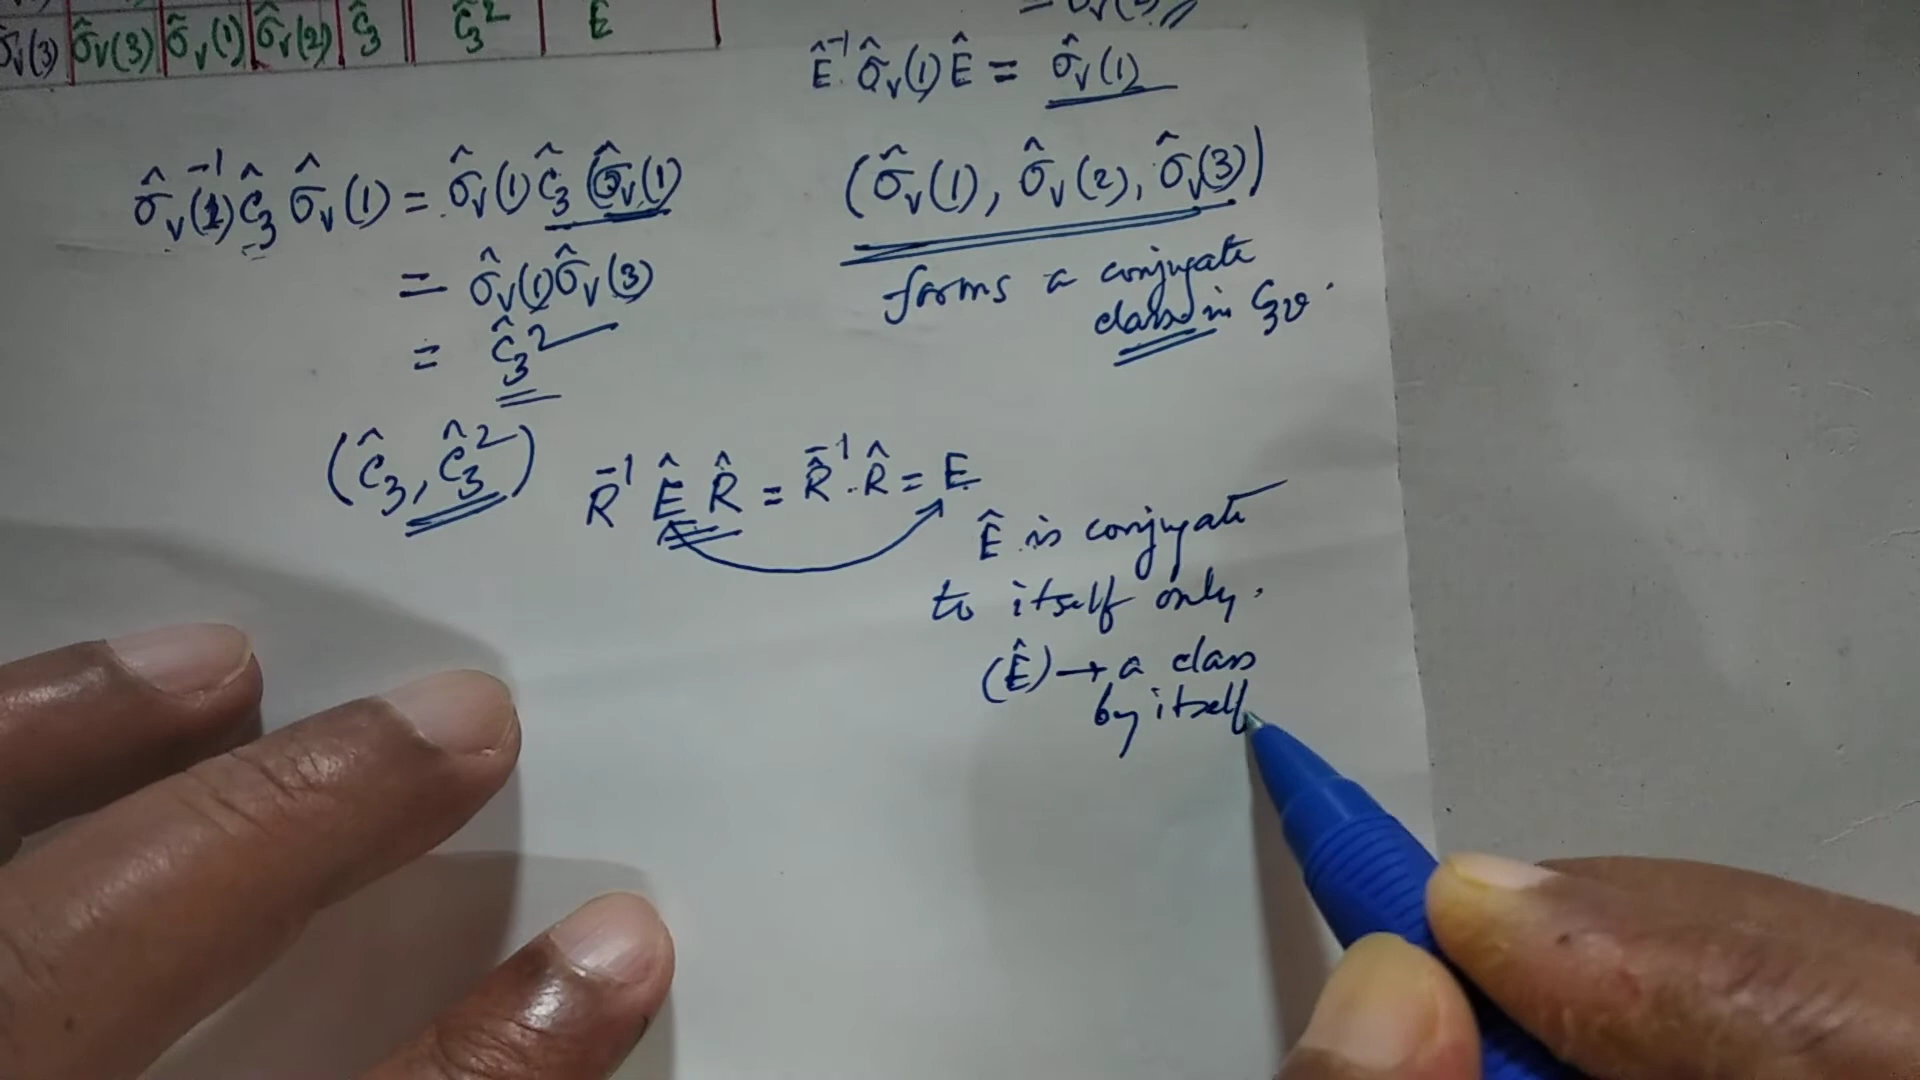 σ̂v(3) σ̂v(3) σ̂v(1) σ̂v(2) Ĉ₃ Ĉ₃² Ê
Ê⁻¹ σ̂v(1) Ê = σ̂v(1)
σ̂v⁻¹(1) Ĉ₃ σ̂v(1) = σ̂v(1) Ĉ₃ σ̂v(1)
= σ̂v(1) σ̂v(3)
= Ĉ₃²
(σ̂v(1), σ̂v(2), σ̂v(3))
forms a conjugate
class in C₃v.
(Ĉ₃, Ĉ₃²)
R⁻¹ Ê R̂ = R̂⁻¹ · R̂ = E
Ê is conjugate
to itself only.
(Ê) → a class
by itself